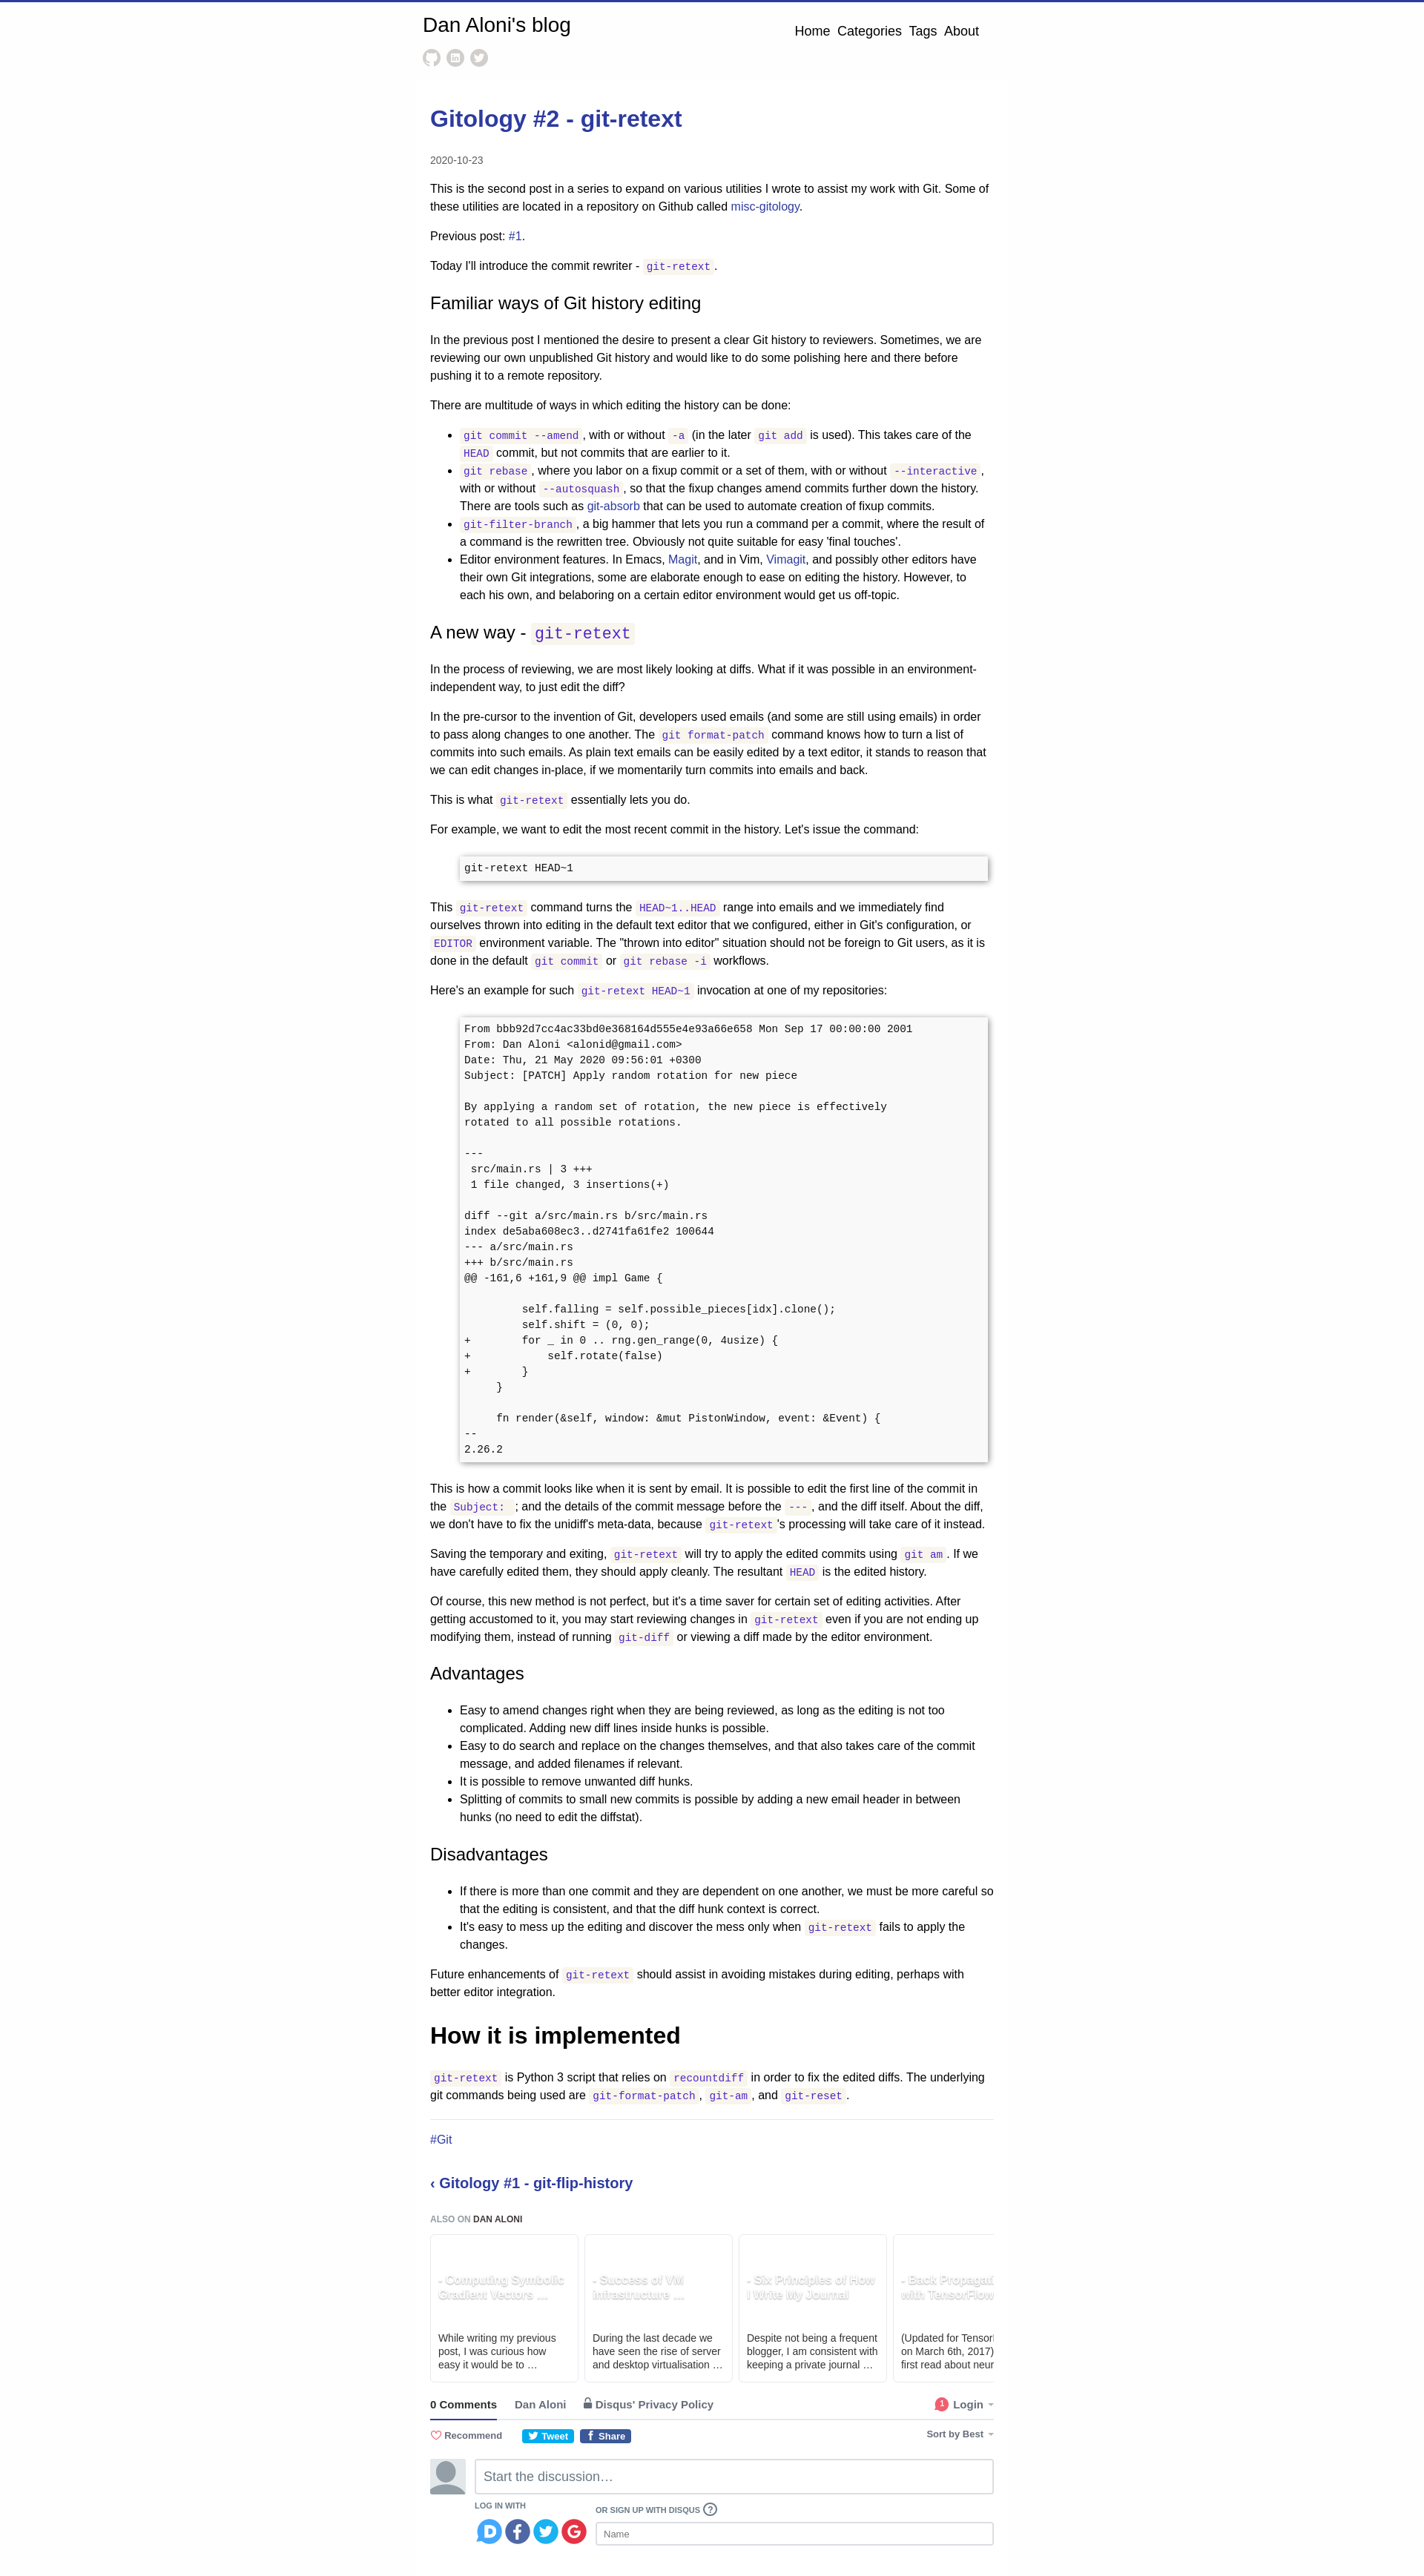 Dan Aloni's blog
Home Categories Tags About
Gitology #2 - git-retext
2020-10-23
This is the second post in a series to expand on various utilities I wrote to assist my work with Git. Some of
these utilities are located in a repository on Github called misc-gitology.
Previous post: #1.
Today I'll introduce the commit rewriter - git-retext.
Familiar ways of Git history editing
In the previous post I mentioned the desire to present a clear Git history to reviewers. Sometimes, we are
reviewing our own unpublished Git history and would like to do some polishing here and there before
pushing it to a remote repository.
There are multitude of ways in which editing the history can be done:
• git commit --amend, with or without -a (in the later git add is used). This takes care of the
HEAD commit, but not commits that are earlier to it.
• git rebase, where you labor on a fixup commit or a set of them, with or without --interactive,
with or without --autosquash, so that the fixup changes amend commits further down the history.
There are tools such as git-absorb that can be used to automate creation of fixup commits.
• git-filter-branch, a big hammer that lets you run a command per a commit, where the result of
a command is the rewritten tree. Obviously not quite suitable for easy 'final touches'.
• Editor environment features. In Emacs, Magit, and in Vim, Vimagit, and possibly other editors have
their own Git integrations, some are elaborate enough to ease on editing the history. However, to
each his own, and belaboring on a certain editor environment would get us off-topic.
A new way - git-retext
In the process of reviewing, we are most likely looking at diffs. What if it was possible in an environment-
independent way, to just edit the diff?
In the pre-cursor to the invention of Git, developers used emails (and some are still using emails) in order
to pass along changes to one another. The git format-patch command knows how to turn a list of
commits into such emails. As plain text emails can be easily edited by a text editor, it stands to reason that
we can edit changes in-place, if we momentarily turn commits into emails and back.
This is what git-retext essentially lets you do.
For example, we want to edit the most recent commit in the history. Let's issue the command:
git-retext HEAD~1
This git-retext command turns the HEAD~1..HEAD range into emails and we immediately find
ourselves thrown into editing in the default text editor that we configured, either in Git's configuration, or
EDITOR environment variable. The "thrown into editor" situation should not be foreign to Git users, as it is
done in the default git commit or git rebase -i workflows.
Here's an example for such git-retext HEAD~1 invocation at one of my repositories:
From bbb92d7cc4ac33bd0e368164d555e4e93a66e658 Mon Sep 17 00:00:00 2001
From: Dan Aloni <alonid@gmail.com>
Date: Thu, 21 May 2020 09:56:01 +0300
Subject: [PATCH] Apply random rotation for new piece
By applying a random set of rotation, the new piece is effectively
rotated to all possible rotations.
---
src/main.rs | 3 +++
1 file changed, 3 insertions(+)
diff --git a/src/main.rs b/src/main.rs
index de5aba608ec3..d2741fa61fe2 100644
--- a/src/main.rs
+++ b/src/main.rs
@@ -161,6 +161,9 @@ impl Game {
self.falling = self.possible_pieces[idx].clone();
self.shift = (0, 0);
+ for _ in 0 .. rng.gen_range(0, 4usize) {
+ self.rotate(false)
+ }
}
fn render(&self, window: &mut PistonWindow, event: &Event) {
--
2.26.2
This is how a commit looks like when it is sent by email. It is possible to edit the first line of the commit in
the Subject: ; and the details of the commit message before the ---, and the diff itself. About the diff,
we don't have to fix the unidiff's meta-data, because git-retext's processing will take care of it instead.
Saving the temporary and exiting, git-retext will try to apply the edited commits using git am. If we
have carefully edited them, they should apply cleanly. The resultant HEAD is the edited history.
Of course, this new method is not perfect, but it's a time saver for certain set of editing activities. After
getting accustomed to it, you may start reviewing changes in git-retext even if you are not ending up
modifying them, instead of running git-diff or viewing a diff made by the editor environment.
Advantages
• Easy to amend changes right when they are being reviewed, as long as the editing is not too
complicated. Adding new diff lines inside hunks is possible.
• Easy to do search and replace on the changes themselves, and that also takes care of the commit
message, and added filenames if relevant.
• It is possible to remove unwanted diff hunks.
• Splitting of commits to small new commits is possible by adding a new email header in between
hunks (no need to edit the diffstat).
Disadvantages
• If there is more than one commit and they are dependent on one another, we must be more careful so
that the editing is consistent, and that the diff hunk context is correct.
• It's easy to mess up the editing and discover the mess only when git-retext fails to apply the
changes.
Future enhancements of git-retext should assist in avoiding mistakes during editing, perhaps with
better editor integration.
How it is implemented
git-retext is Python 3 script that relies on recountdiff in order to fix the edited diffs. The underlying
git commands being used are git-format-patch, git-am, and git-reset.
#Git
‹ Gitology #1 - git-flip-history
ALSO ON DAN ALONI
- Computing Symbolic
Gradient Vectors …
While writing my previous
post, I was curious how
easy it would be to …
- Success of VM
Infrastructure …
During the last decade we
have seen the rise of server
and desktop virtualisation …
- Six Principles of How
I Write My Journal
Despite not being a frequent
blogger, I am consistent with
keeping a private journal …
- Back Propagati
with TensorFlow
(Updated for Tensor
on March 6th, 2017)
first read about neur
0 Comments
Dan Aloni
Disqus' Privacy Policy
1
Login
Recommend
Tweet
Share
Sort by Best
Start the discussion…
LOG IN WITH
OR SIGN UP WITH DISQUS ?
Name